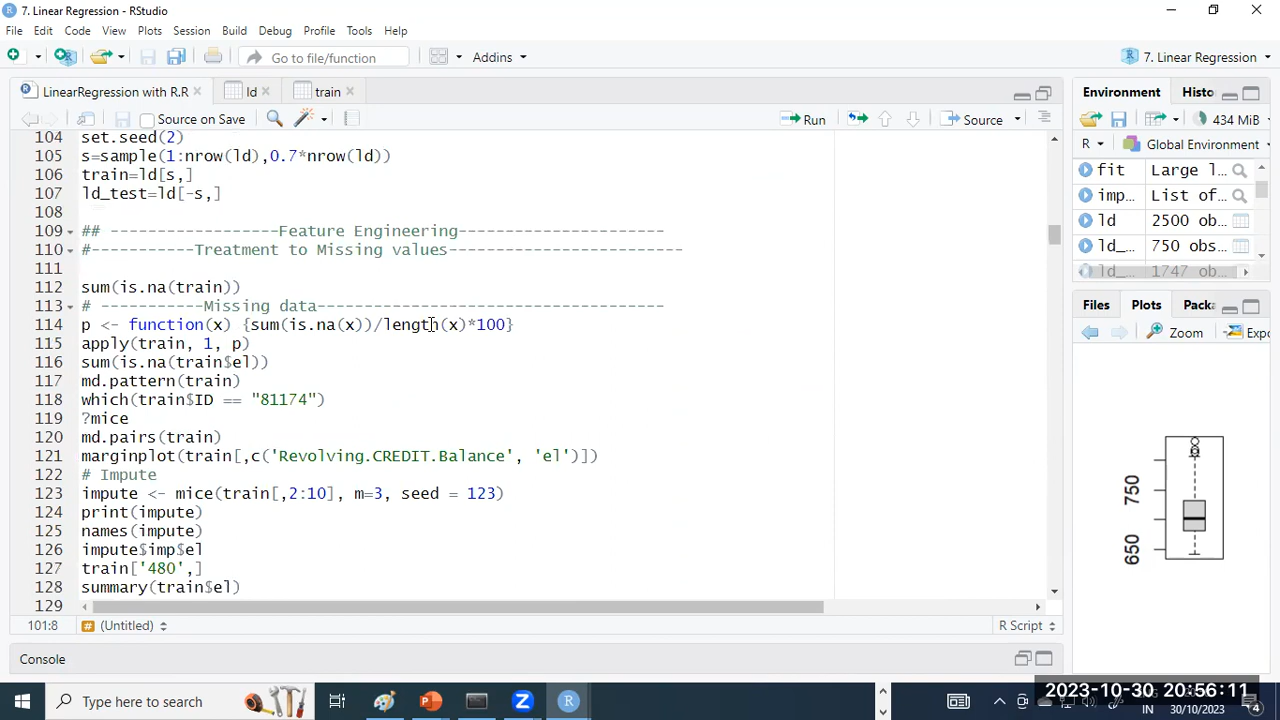 7. Linear Regression - RStudio
File Edit Code View Plots Session Build Debug Profile Tools Help
Go to file/function Addins 7. Linear Regression
LinearRegression with R.R ld train
Source on Save Run Source
104 set.seed(2)
105 s=sample(1:nrow(ld),0.7*nrow(ld))
106 train=ld[s,]
107 ld_test=ld[-s,]
108
109 ## ------------------Feature Engineering----------------------
110 #-----------Treatment to Missing values-------------------------
111
112 sum(is.na(train))
113 # -----------Missing data-------------------------------------
114 p <- function(x) {sum(is.na(x))/length(x)*100}
115 apply(train, 1, p)
116 sum(is.na(train$el))
117 md.pattern(train)
118 which(train$ID == "81174")
119 ?mice
120 md.pairs(train)
121 marginplot(train[,c('Revolving.CREDIT.Balance', 'el')])
122 # Impute
123 impute <- mice(train[,2:10], m=3, seed = 123)
124 print(impute)
125 names(impute)
126 impute$imp$el
127 train['480',]
128 summary(train$el)
129
101:8 # (Untitled) R Script
Console
Environment Histo
434 MiB
R Global Environment
fit Large l...
imp... List of...
ld 2500 ob...
ld_... 750 obs...
ld_... 1747 ob...
Files Plots Packa
Zoom Expo
750
650
Type here to search
2023-10-30 20:56:11
IN 30/10/2023
4